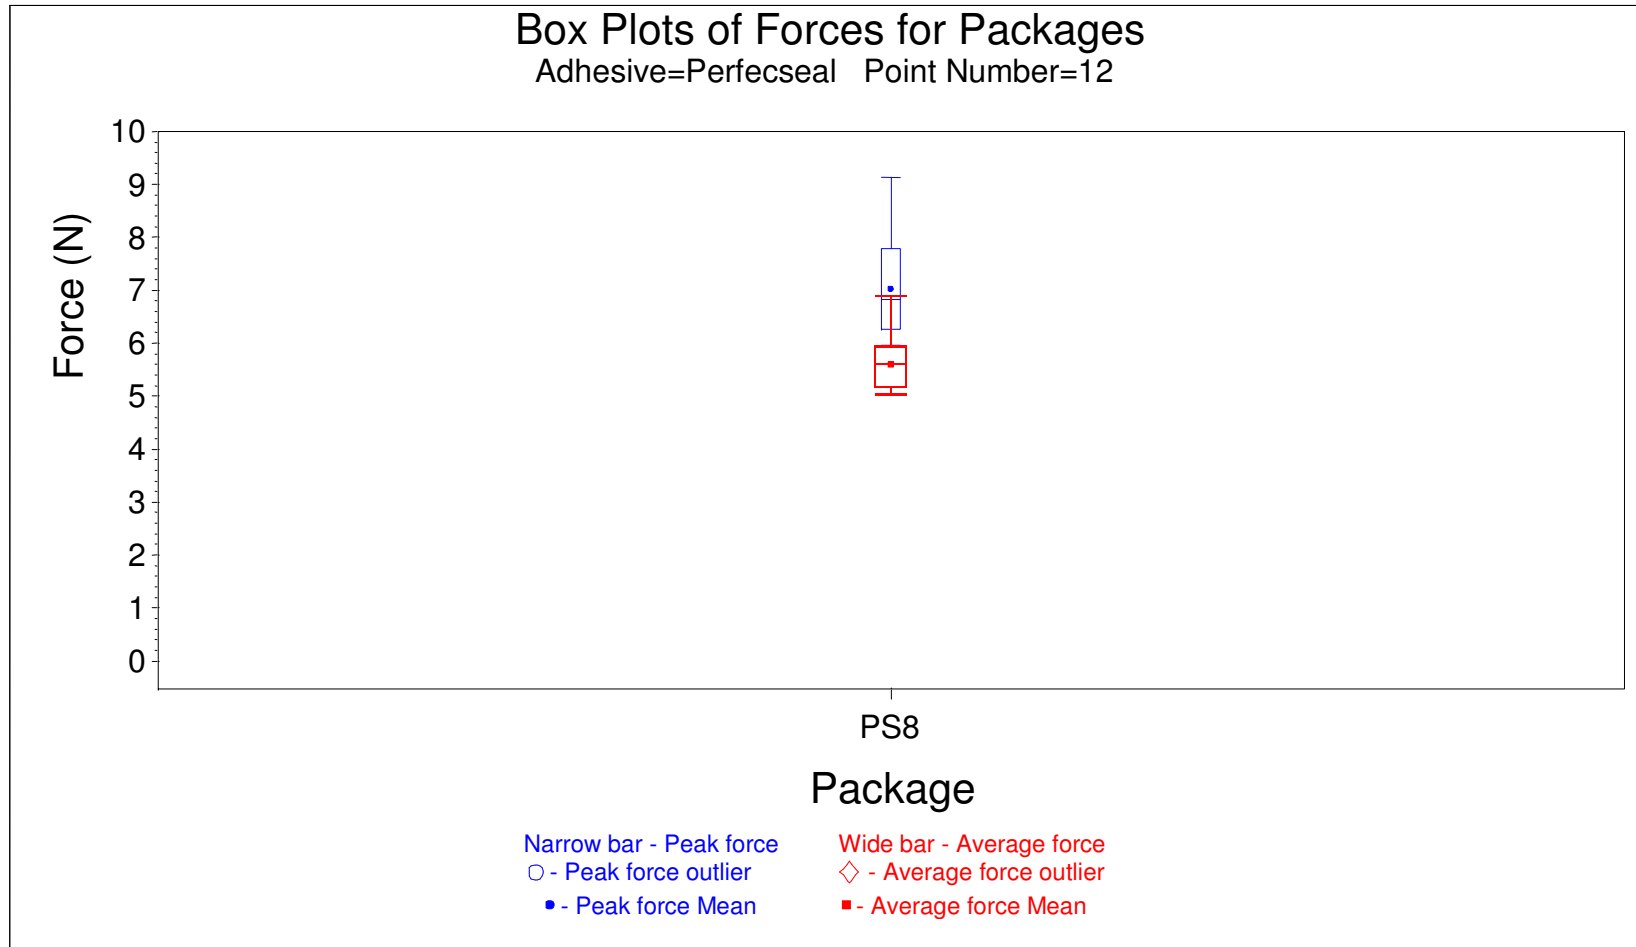 Box Plots of Forces for Packages
Adhesive=Perfecseal Point Number=12
Force (N)
10
9
8
7
6
5
4
3
2
1
0
PS8
Package
Narrow bar - Peak force
- Peak force outlier
- Peak force Mean
Wide bar - Average force
- Average force outlier
- Average force Mean